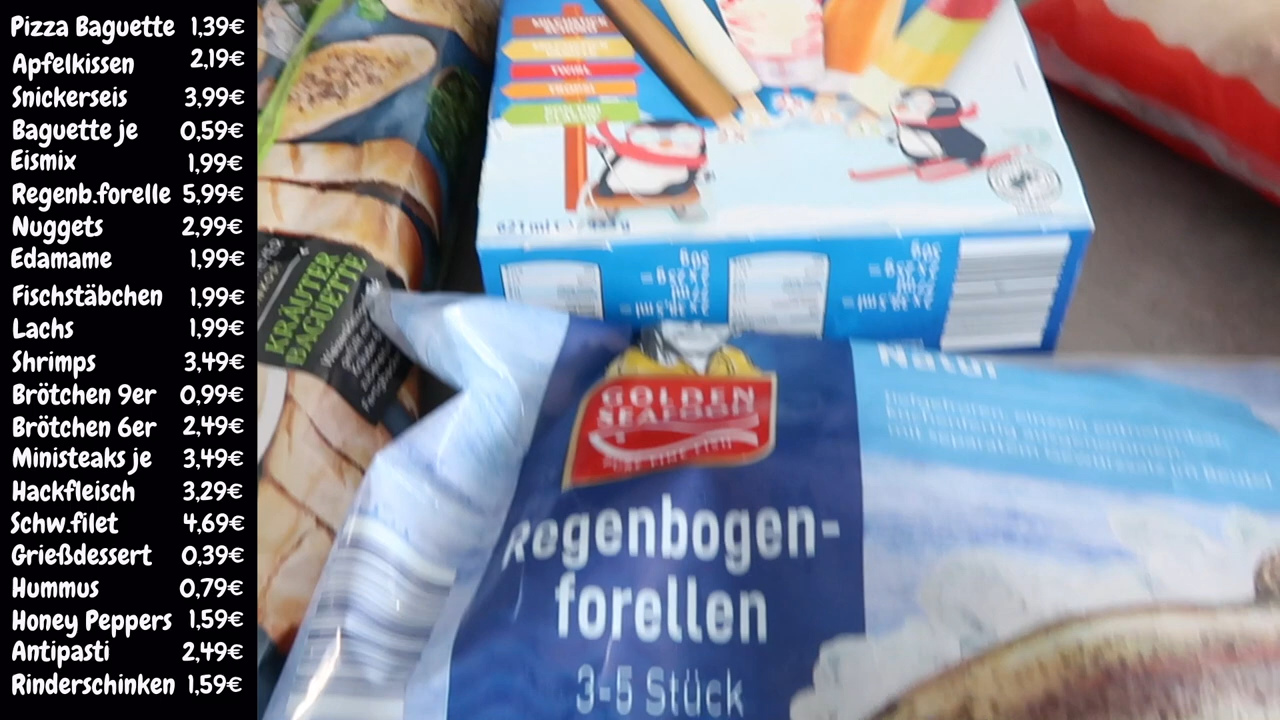 Pizza Baguette 1,39€
Apfelkissen 2,19€
Snickerseis 3,99€
Baguette je 0,59€
Eismix 1,99€
Regenb.forelle 5,99€
Nuggets 2,99€
Edamame 1,99€
Fischstäbchen 1,99€
Lachs 1,99€
Shrimps 3,49€
Brötchen 9er 0,99€
Brötchen 6er 2,49€
Ministeaks je 3,49€
Hackfleisch 3,29€
Schw.filet 4,69€
Grießdessert 0,39€
Hummus 0,79€
Honey Peppers 1,59€
Antipasti 2,49€
Rinderschinken 1,59€
TWIRL
KRÄUTER
BAGUETTE
GOLDEN
SEAFOOD
Natur
Regenbogen-
forellen
3-5 Stück